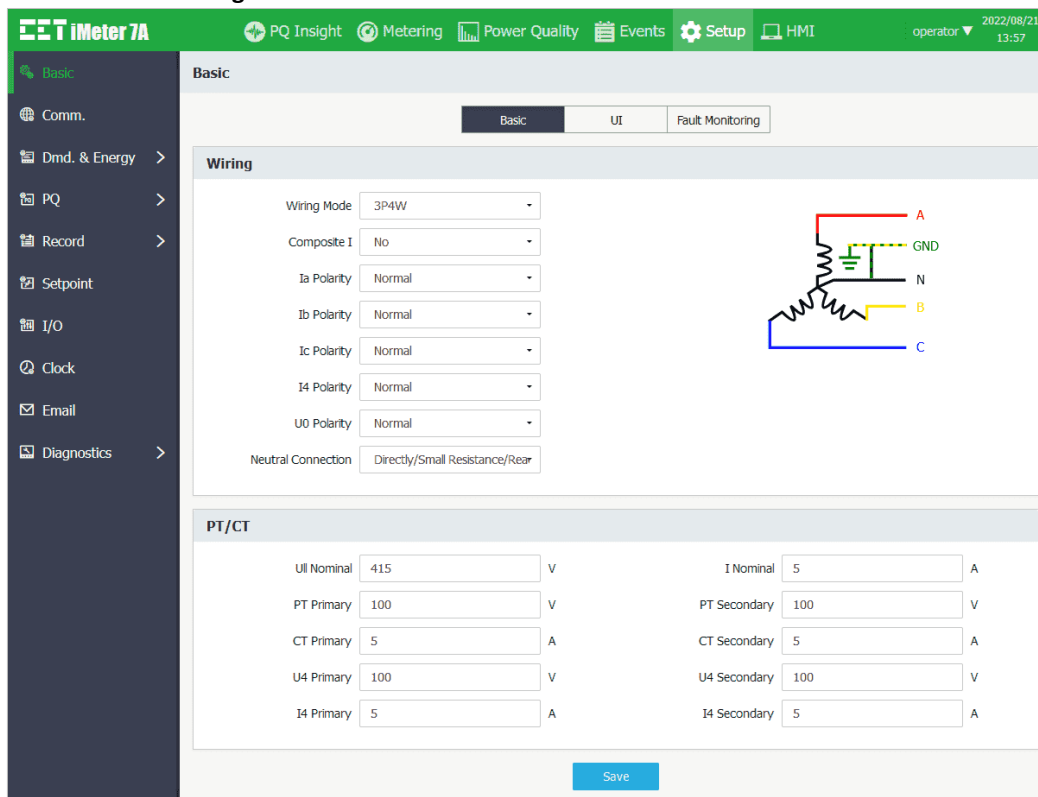 CET iMeter 7A
PQ Insight Metering Power Quality Events Setup HMI operator ▼ 2022/08/21
13:57
Basic
Comm.
Dmd. & Energy >
PQ >
Record >
Setpoint
I/O
Clock
Email
Diagnostics >
Basic
Basic UI Fault Monitoring
Wiring
Wiring Mode 3P4W
Composite I No
Ia Polarity Normal
Ib Polarity Normal
Ic Polarity Normal
I4 Polarity Normal
U0 Polarity Normal
Neutral Connection Directly/Small Resistance/Rea
A
GND
N
B
C
PT/CT
Ull Nominal 415 V I Nominal 5 A
PT Primary 100 V PT Secondary 100 V
CT Primary 5 A CT Secondary 5 A
U4 Primary 100 V U4 Secondary 100 V
I4 Primary 5 A I4 Secondary 5 A
Save